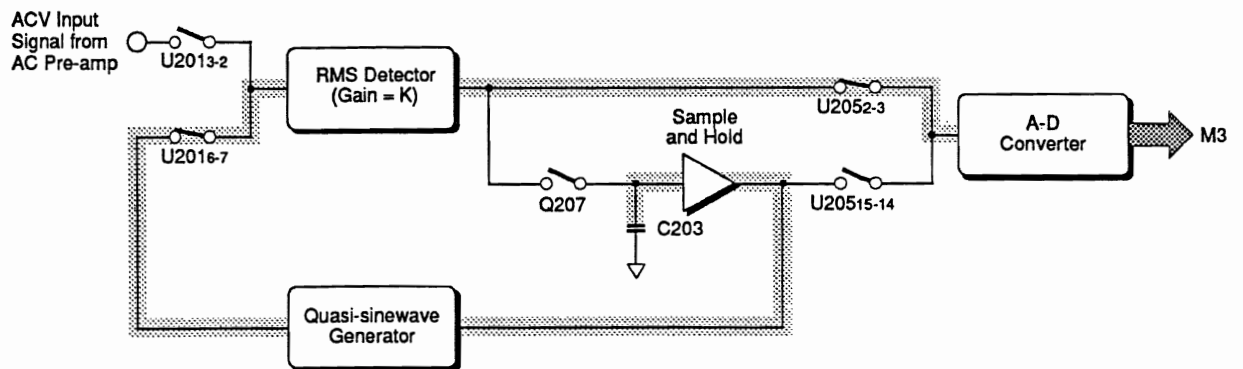 ACV Input
Signal from
AC Pre-amp
U2013-2
RMS Detector
(Gain = K)
U2052-3
Sample
and Hold
A-D
Converter
M3
U2016-7
Q207
C203
U20515-14
Quasi-sinewave
Generator